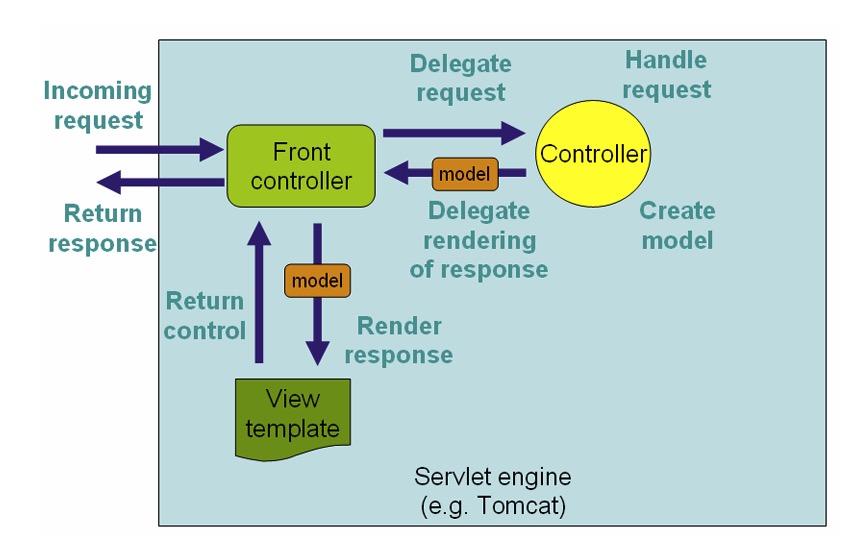 Incoming
request
Return
response
Front
controller
Delegate
request
Handle
request
Controller
model
Delegate
rendering
of response
Create
model
Return
control
model
Render
response
View
template
Servlet engine
(e.g. Tomcat)